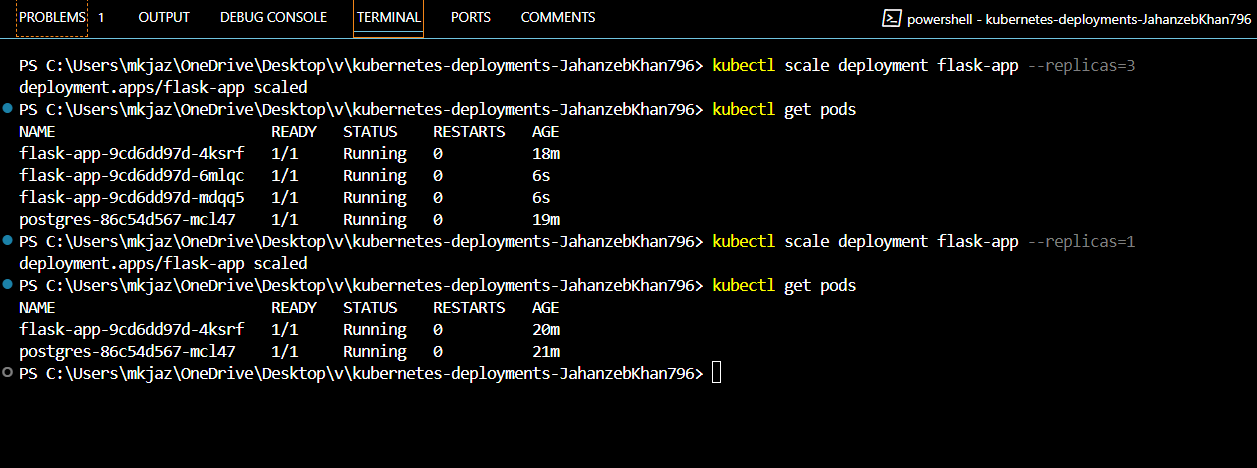 PROBLEMS 1 OUTPUT DEBUG CONSOLE TERMINAL PORTS COMMENTS powershell - kubernetes-deployments-JahanzebKhan796
PS C:\Users\mkjaz\OneDrive\Desktop\v\kubernetes-deployments-JahanzebKhan796> kubectl scale deployment flask-app --replicas=3
deployment.apps/flask-app scaled
PS C:\Users\mkjaz\OneDrive\Desktop\v\kubernetes-deployments-JahanzebKhan796> kubectl get pods
NAME READY STATUS RESTARTS AGE
flask-app-9cd6dd97d-4ksrf 1/1 Running 0 18m
flask-app-9cd6dd97d-6mlqc 1/1 Running 0 6s
flask-app-9cd6dd97d-mdqq5 1/1 Running 0 6s
postgres-86c54d567-mcl47 1/1 Running 0 19m
PS C:\Users\mkjaz\OneDrive\Desktop\v\kubernetes-deployments-JahanzebKhan796> kubectl scale deployment flask-app --replicas=1
deployment.apps/flask-app scaled
PS C:\Users\mkjaz\OneDrive\Desktop\v\kubernetes-deployments-JahanzebKhan796> kubectl get pods
NAME READY STATUS RESTARTS AGE
flask-app-9cd6dd97d-4ksrf 1/1 Running 0 20m
postgres-86c54d567-mcl47 1/1 Running 0 21m
PS C:\Users\mkjaz\OneDrive\Desktop\v\kubernetes-deployments-JahanzebKhan796>